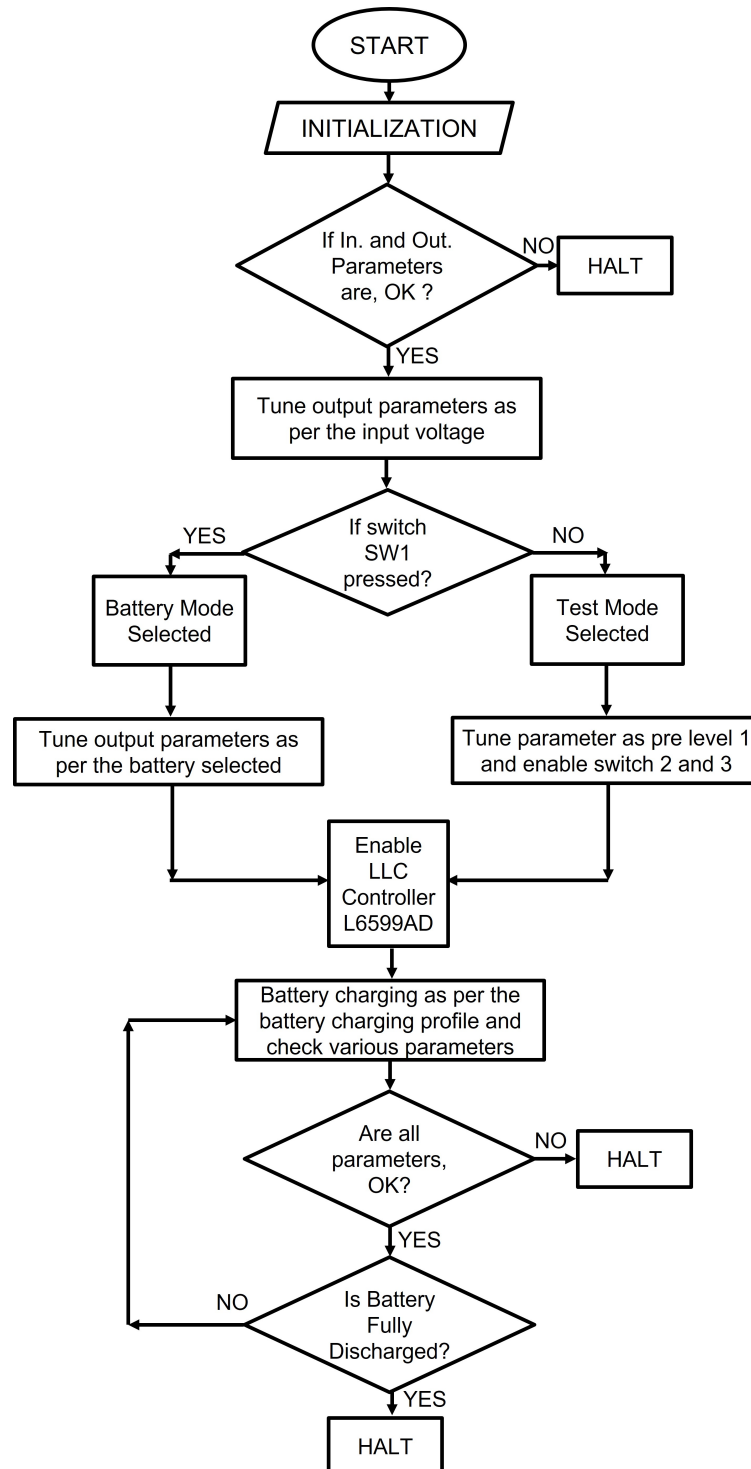 START
INITIALIZATION
If In. and Out.
Parameters
are, OK ?
NO
HALT
YES
Tune output parameters as
per the input voltage
If switch
SW1
pressed?
YES
NO
Battery Mode
Selected
Test Mode
Selected
Tune output parameters as
per the battery selected
Tune parameter as pre level 1
and enable switch 2 and 3
Enable
LLC
Controller
L6599AD
Battery charging as per the
battery charging profile and
check various parameters
Are all
parameters,
OK?
NO
HALT
YES
Is Battery
Fully
Discharged?
NO
YES
HALT